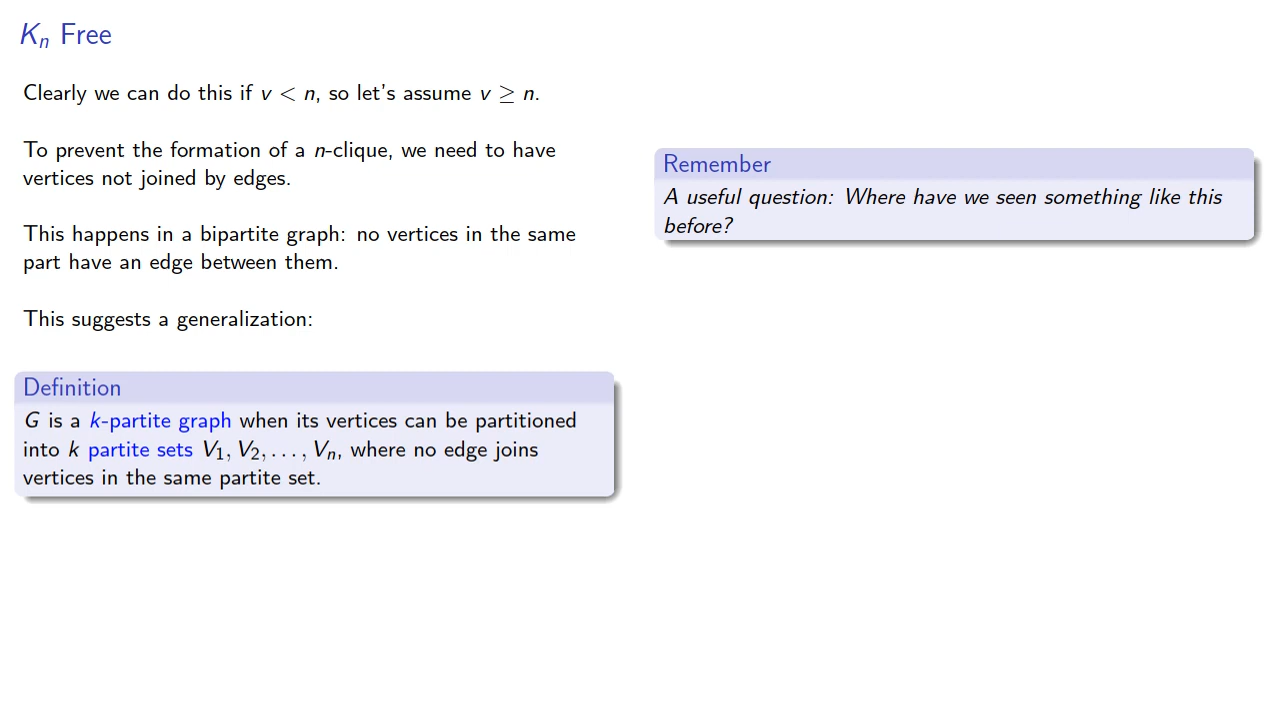 Kₙ Free
Clearly we can do this if v < n, so let's assume v ≥ n.
To prevent the formation of a n-clique, we need to have
vertices not joined by edges.
This happens in a bipartite graph: no vertices in the same
part have an edge between them.
This suggests a generalization:
Definition
G is a k-partite graph when its vertices can be partitioned
into k partite sets V₁, V₂, . . . , Vₙ, where no edge joins
vertices in the same partite set.
Remember
A useful question: Where have we seen something like this
before?